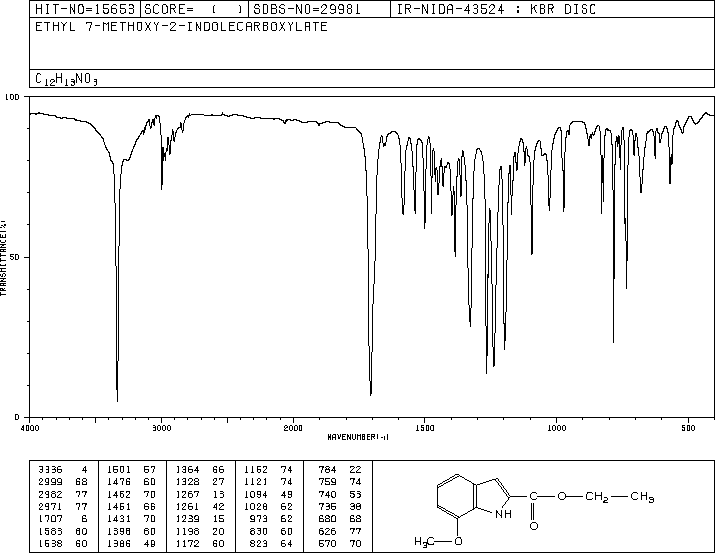 HIT-NO=15653 SCORE= ( ) SDBS-NO=29981 IR-NIDA-43524 : KBR DISC
ETHYL 7-METHOXY-2-INDOLECARBOXYLATE
C12H13NO3
100
50
0
TRANSMITTANCE(%)
4000 3000 2000 1500 1000 500
WAVENUMBER(-1)
3336 4 1501 57 1364 66 1152 74 784 22
2999 68 1476 60 1328 27 1121 74 759 74
2982 77 1462 70 1267 13 1094 49 740 53
2971 77 1451 66 1261 42 1028 62 735 38
1707 6 1431 70 1239 15 973 62 680 68
1583 60 1398 60 1198 20 830 60 626 77
1538 60 1386 49 1172 60 823 64 570 70
O CH2 CH3
C
NH
O
H3C O